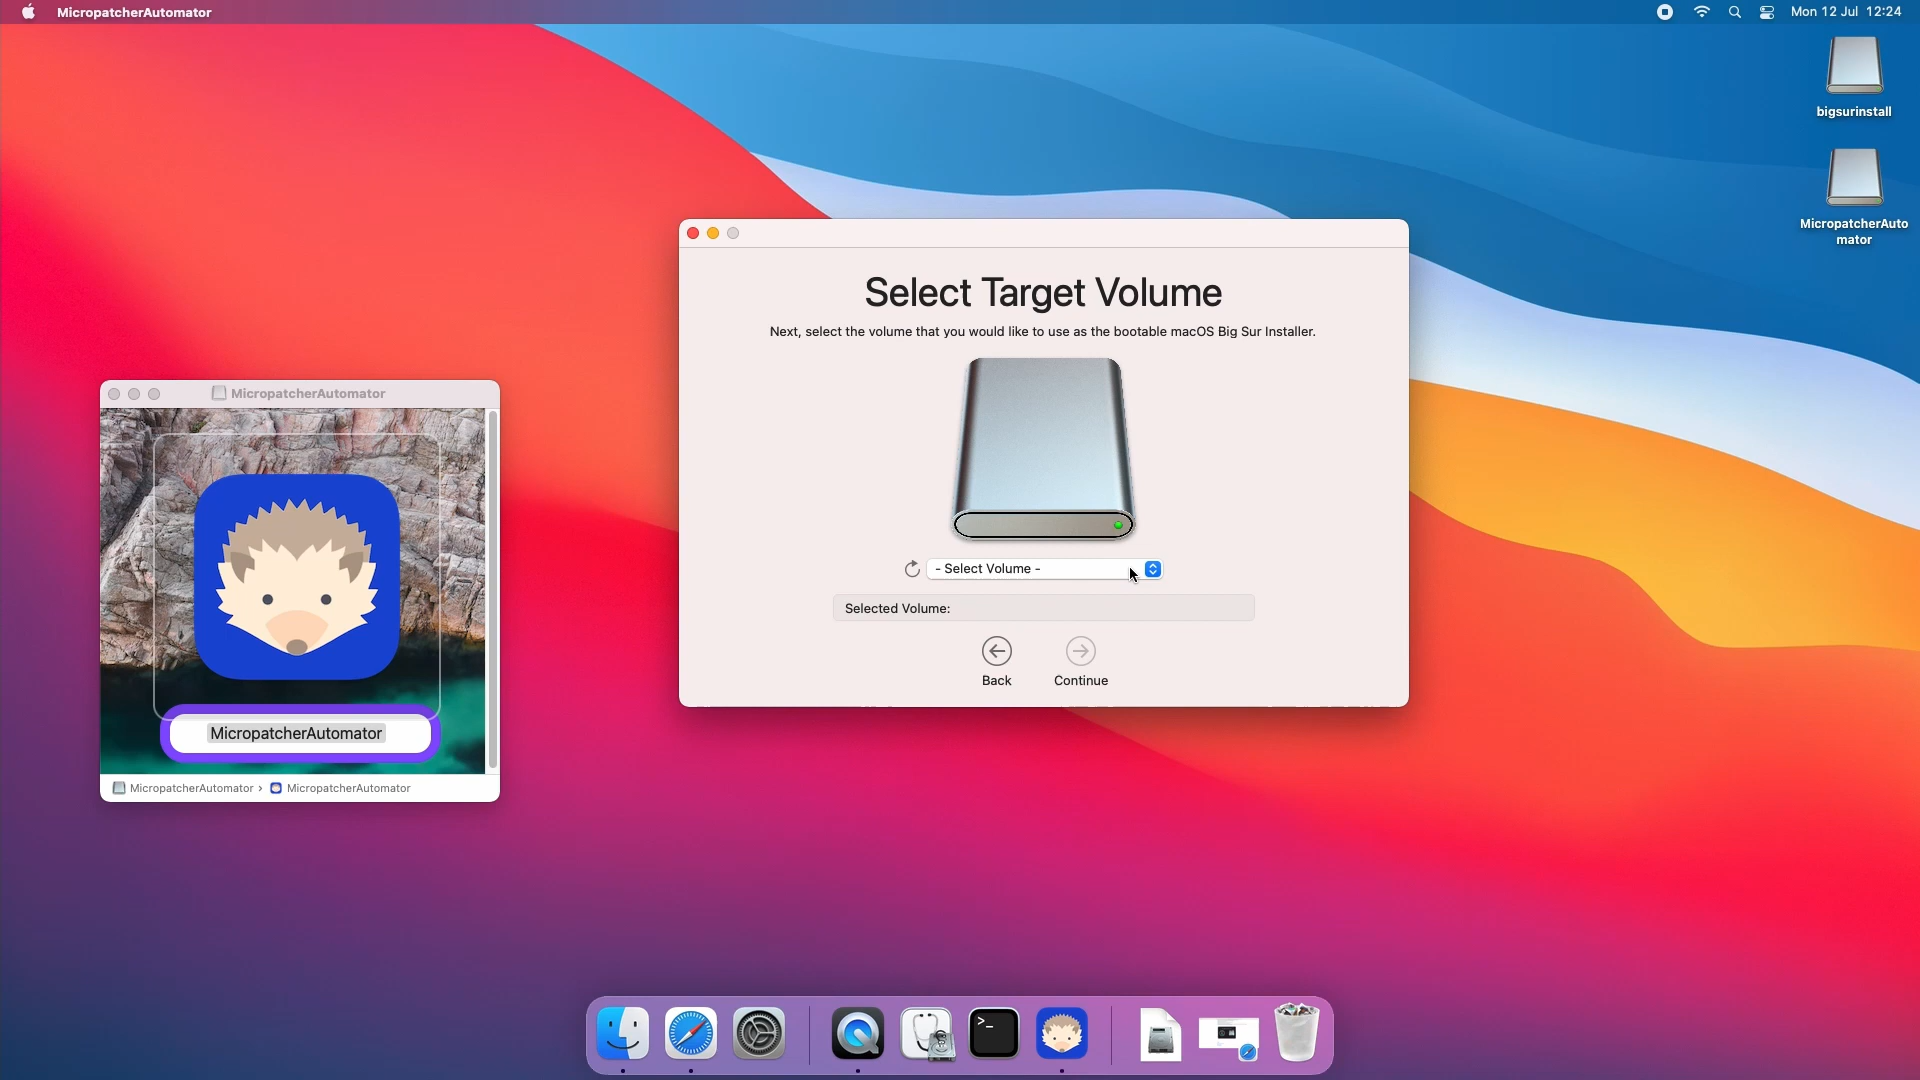 MicropatcherAutomator
Mon 12 Jul 12:24
bigsurinstall
MicropatcherAuto
mator
Select Target Volume
Next, select the volume that you would like to use as the bootable macOS Big Sur Installer.
- Select Volume -
Selected Volume:
Back
Continue
MicropatcherAutomator
MicropatcherAutomator
MicropatcherAutomator › MicropatcherAutomator
>_